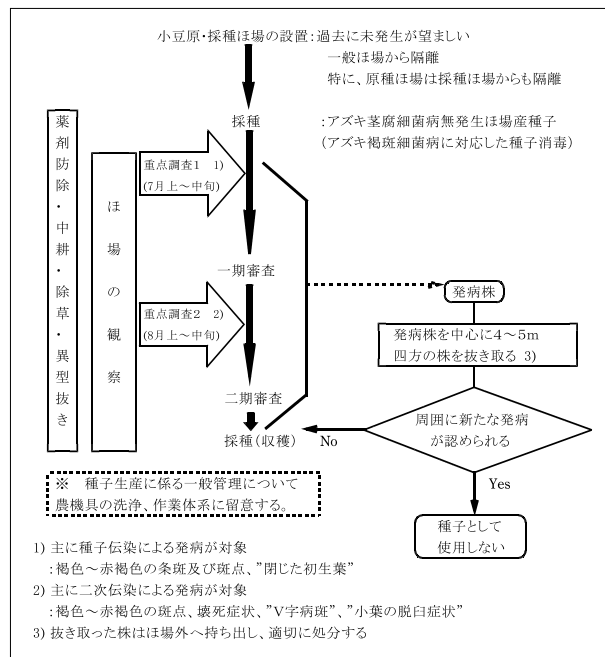 小豆原・採種ほ場の設置：過去に未発生が望ましい
一般ほ場から隔離
特に、原種ほ場は採種ほ場からも隔離
採種
：アズキ茎腐細菌病無発生ほ場産種子
（アズキ褐斑細菌病に対応した種子消毒）
薬剤防除・中耕・除草・異型抜き
ほ場の観察
重点調査１ 1)
(7月上～中旬)
一期審査
重点調査２ 2)
(8月上～中旬)
二期審査
採種（収穫）
発病株
発病株を中心に４～５ｍ
四方の株を抜き取る 3)
周囲に新たな発病
が認められる
No
Yes
種子として
使用しない
※ 種子生産に係る一般管理について
農機具の洗浄、作業体系に留意する。
1) 主に種子伝染による発病が対象
：褐色～赤褐色の条斑及び斑点、”閉じた初生葉”
2) 主に二次伝染による発病が対象
：褐色～赤褐色の斑点、壊死症状、”Ｖ字病斑”、”小葉の脱臼症状”
3) 抜き取った株はほ場外へ持ち出し、適切に処分する